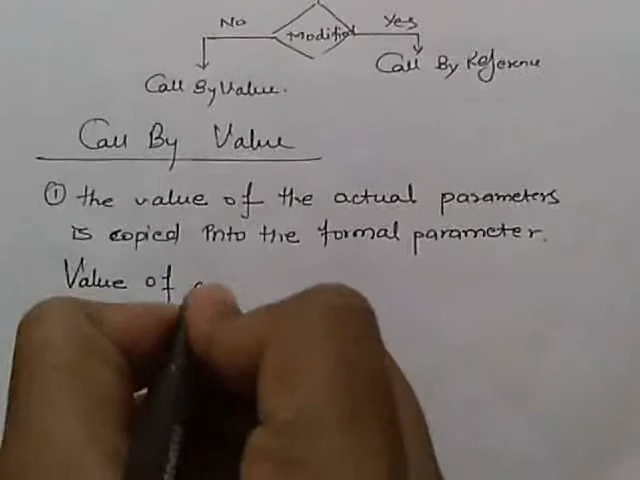 No Modified Yes
Call By Value.
Call By Reference
Call By Value
① the value of the actual parameters
is copied into the formal parameter.
Value of